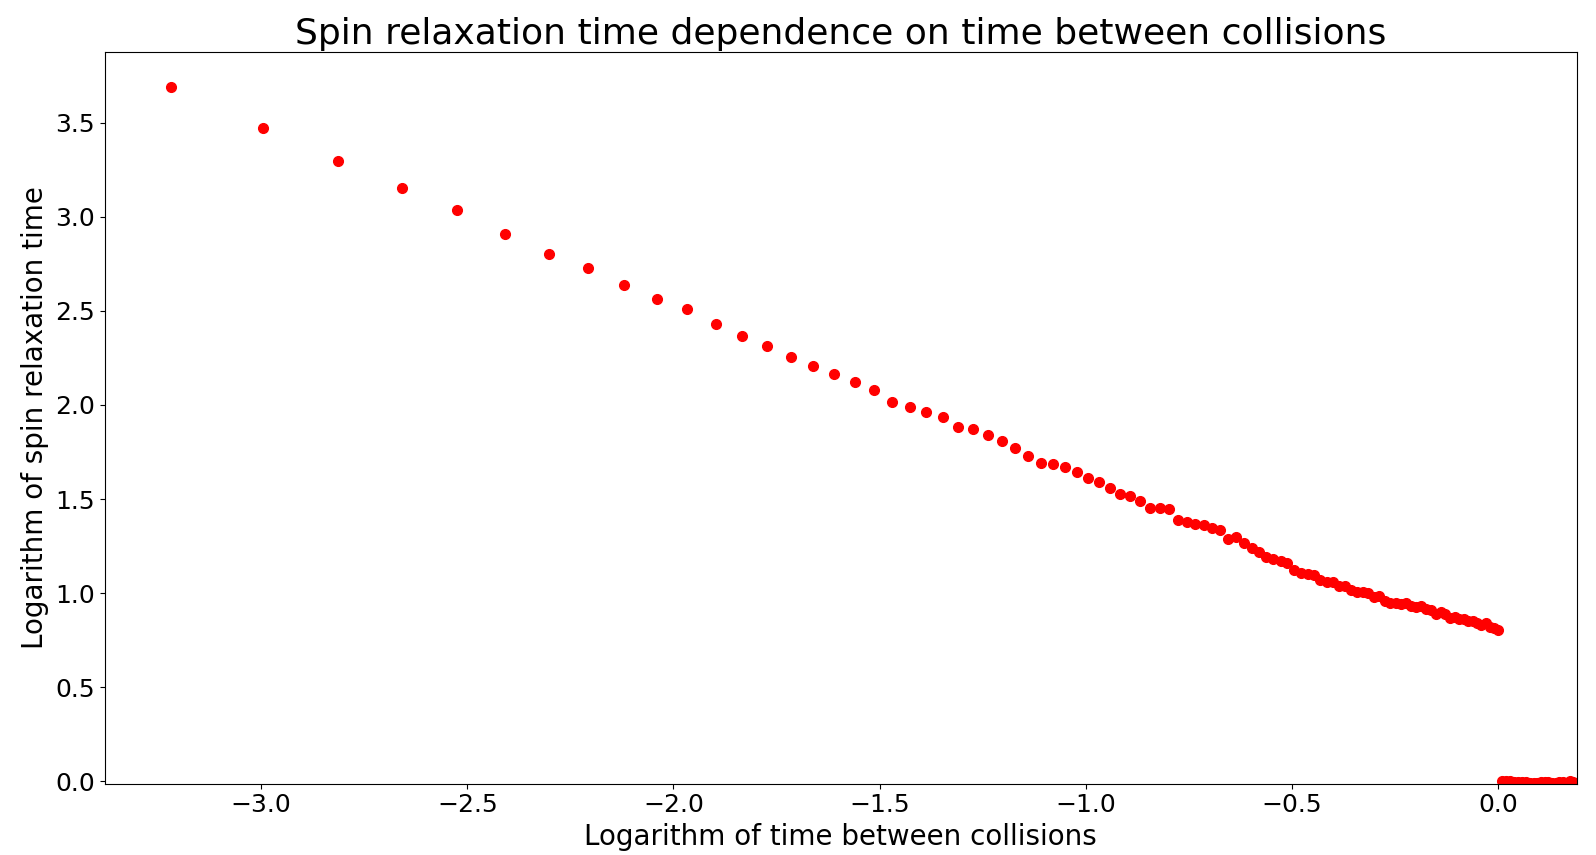 Spin relaxation time dependence on time between collisions
Logarithm of spin relaxation time
3.5
3.0
2.5
2.0
1.5
1.0
0.5
0.0
−3.0 −2.5 −2.0 −1.5 −1.0 −0.5 0.0
Logarithm of time between collisions